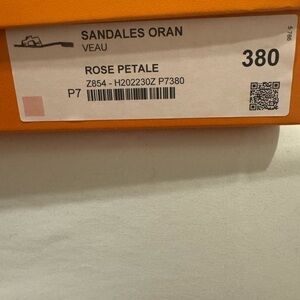 SANDALES ORAN
VEAU
380
ROSE PETALE
Z854 - H202230Z P7380
P7